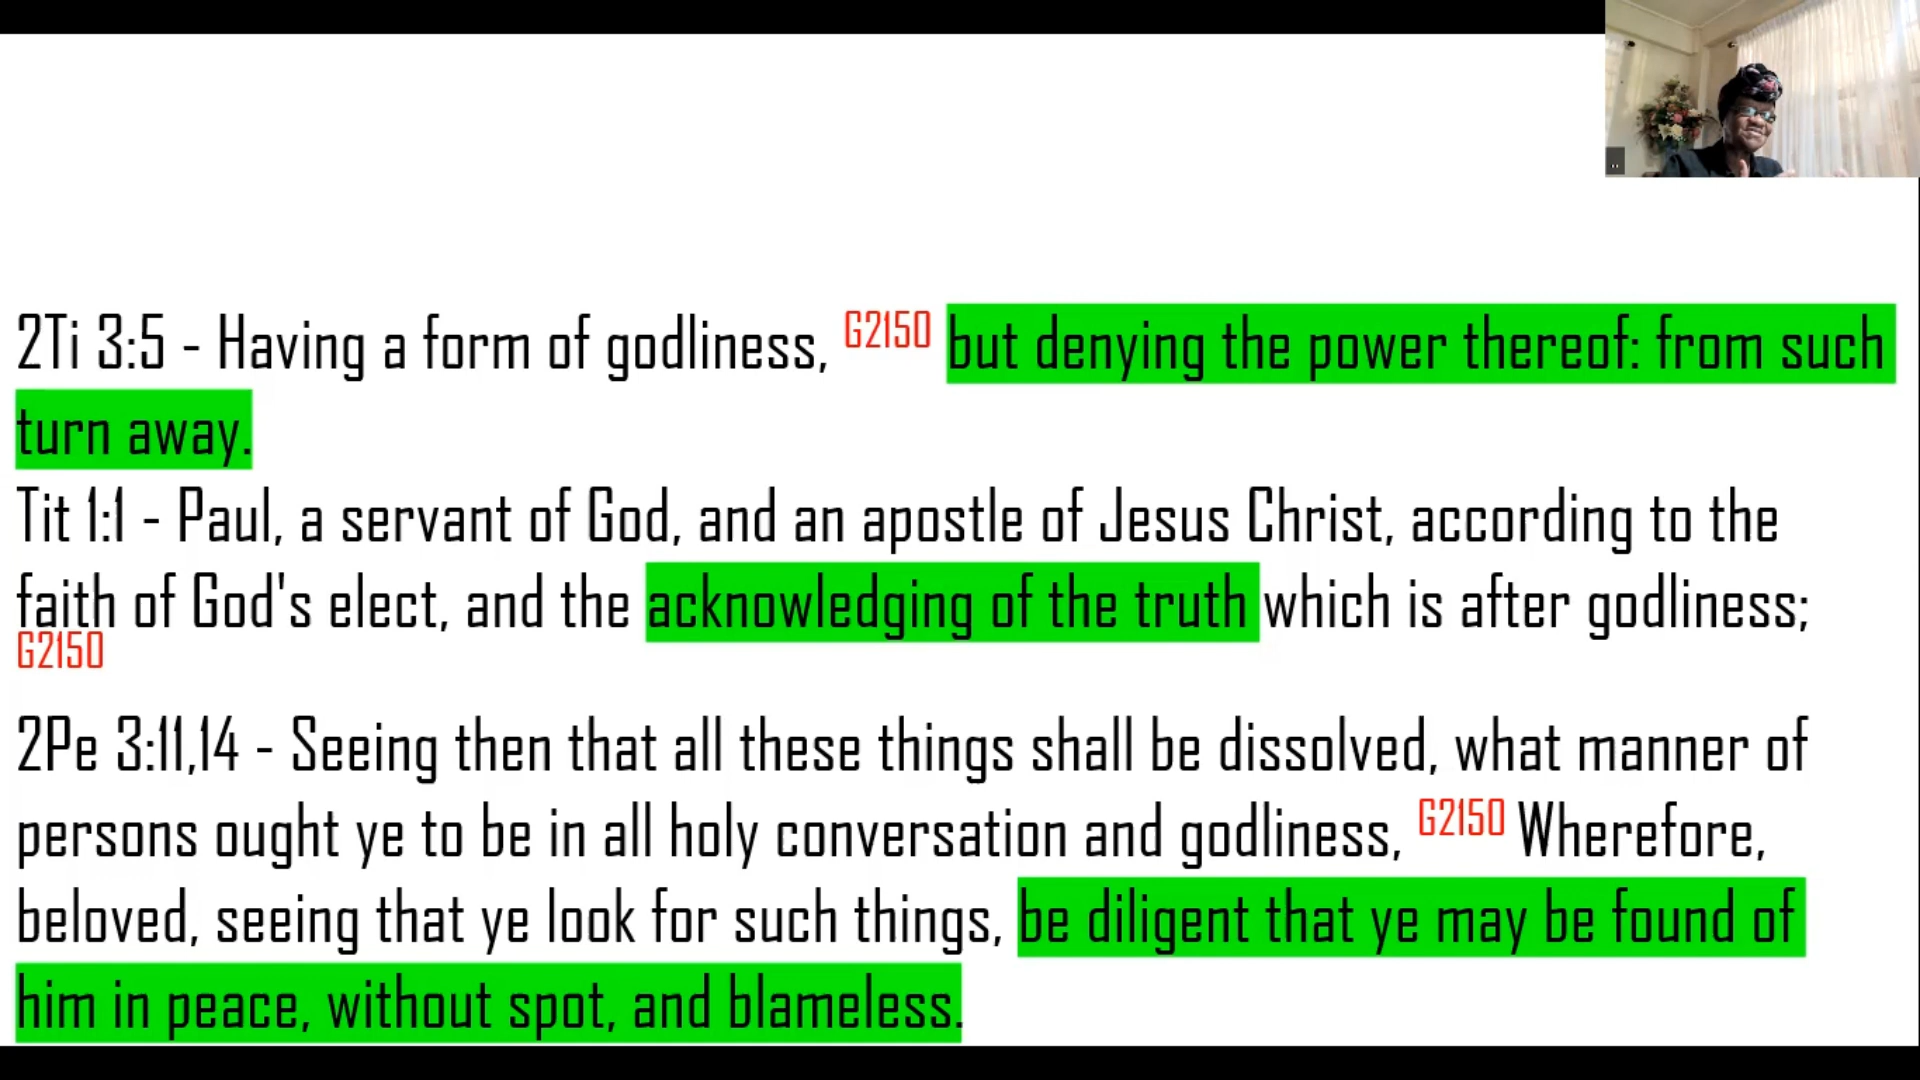 2Ti 3:5 - Having a form of godliness, G2150 but denying the power thereof: from such
turn away.
Tit 1:1 - Paul, a servant of God, and an apostle of Jesus Christ, according to the
faith of God's elect, and the acknowledging of the truth which is after godliness;
G2150
2Pe 3:11,14 - Seeing then that all these things shall be dissolved, what manner of
persons ought ye to be in all holy conversation and godliness, G2150 Wherefore,
beloved, seeing that ye look for such things, be diligent that ye may be found of
him in peace, without spot, and blameless.